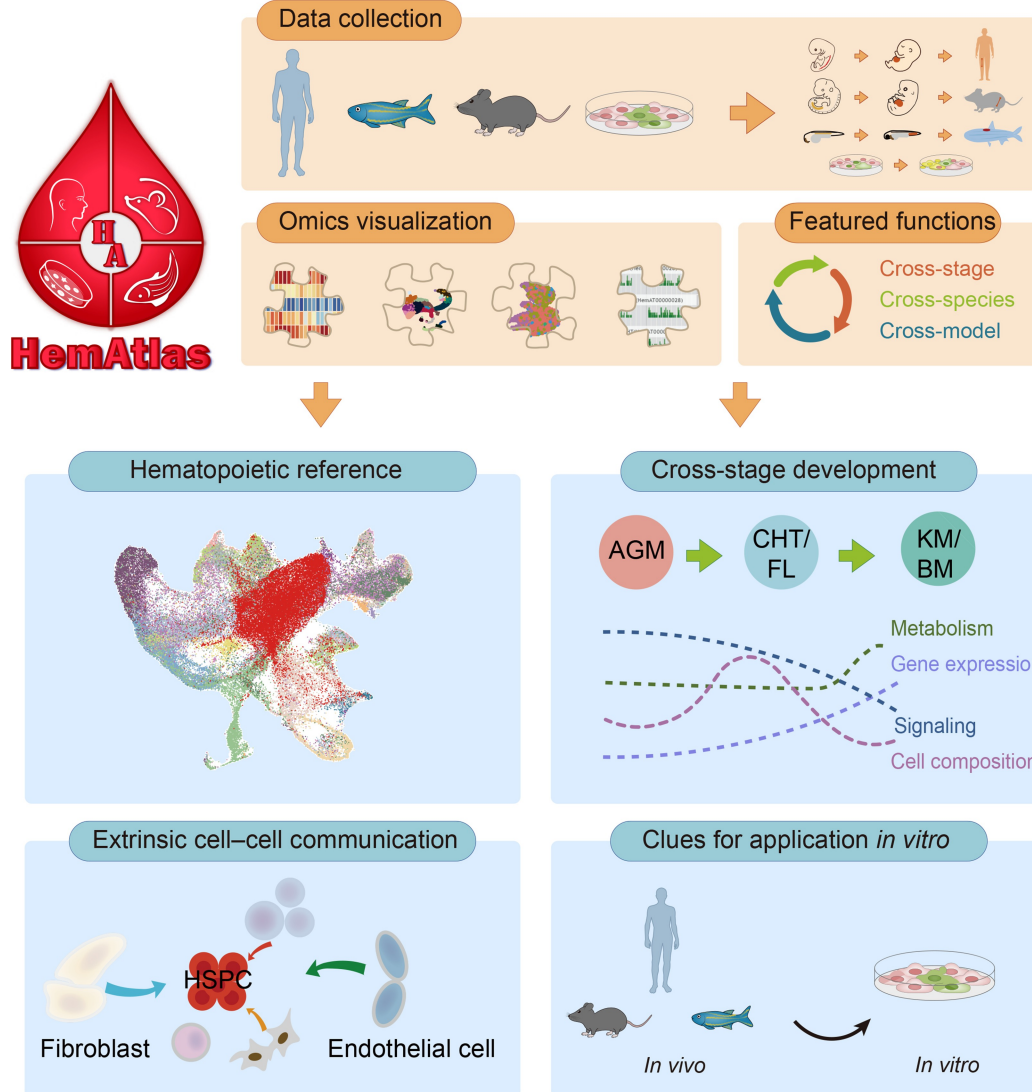 Data collection
H
A
HemAtlas
Omics visualization
HemAT00000028)
Featured functions
Cross-stage
Cross-species
Cross-model
Hematopoietic reference
Cross-stage development
AGM
CHT/
FL
KM/
BM
Metabolism
Gene expressio
Signaling
Cell composition
Extrinsic cell–cell communication
HSPC
Fibroblast
Endothelial cell
Clues for application in vitro
In vivo
In vitro